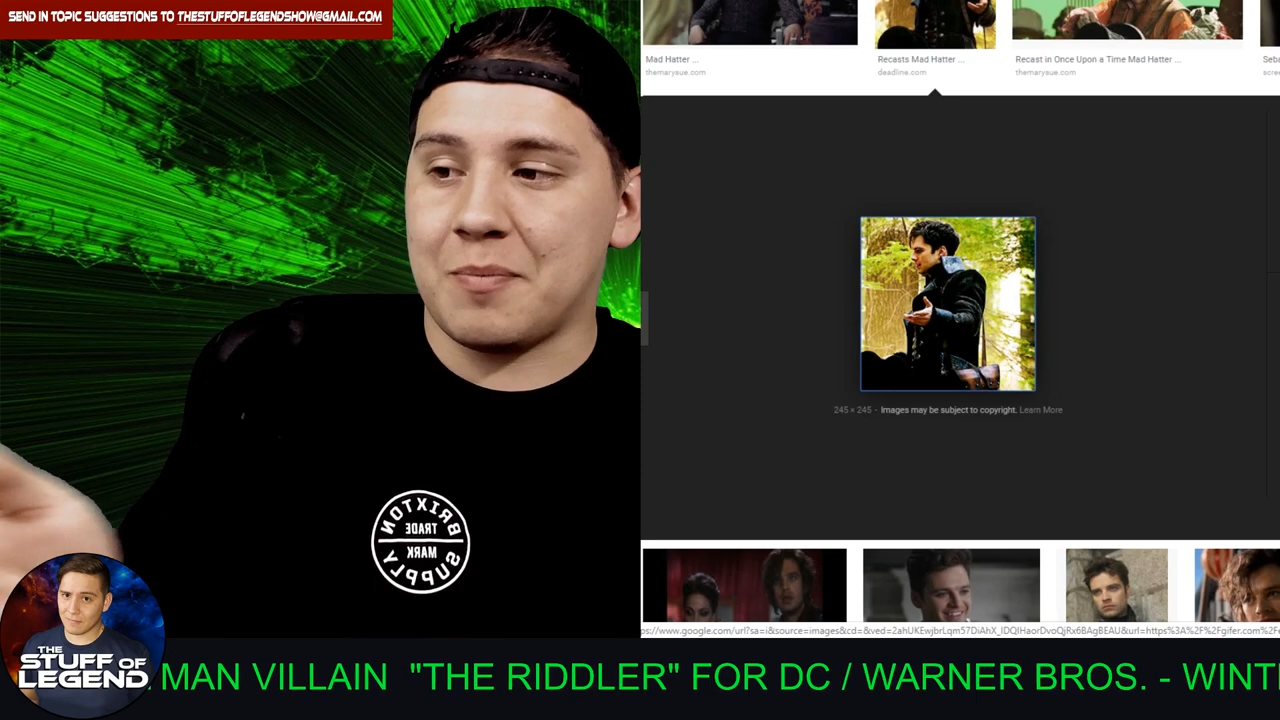 SEND IN TOPIC SUGGESTIONS TO THESTUFFOFLEGENDSHOW@GMAIL.COM
Mad Hatter ...
themarysue.com
Recasts Mad Hatter ...
deadline.com
Recast in Once Upon a Time Mad Hatter ...
themarysue.com
Seba
scree
245 × 245 - Images may be subject to copyright. Learn More
BRIXTON
TRADE
MARK
SUPPLY
THE
STUFF OF
LEGEND
MAN VILLAIN "THE RIDDLER" FOR DC / WARNER BROS. - WINT